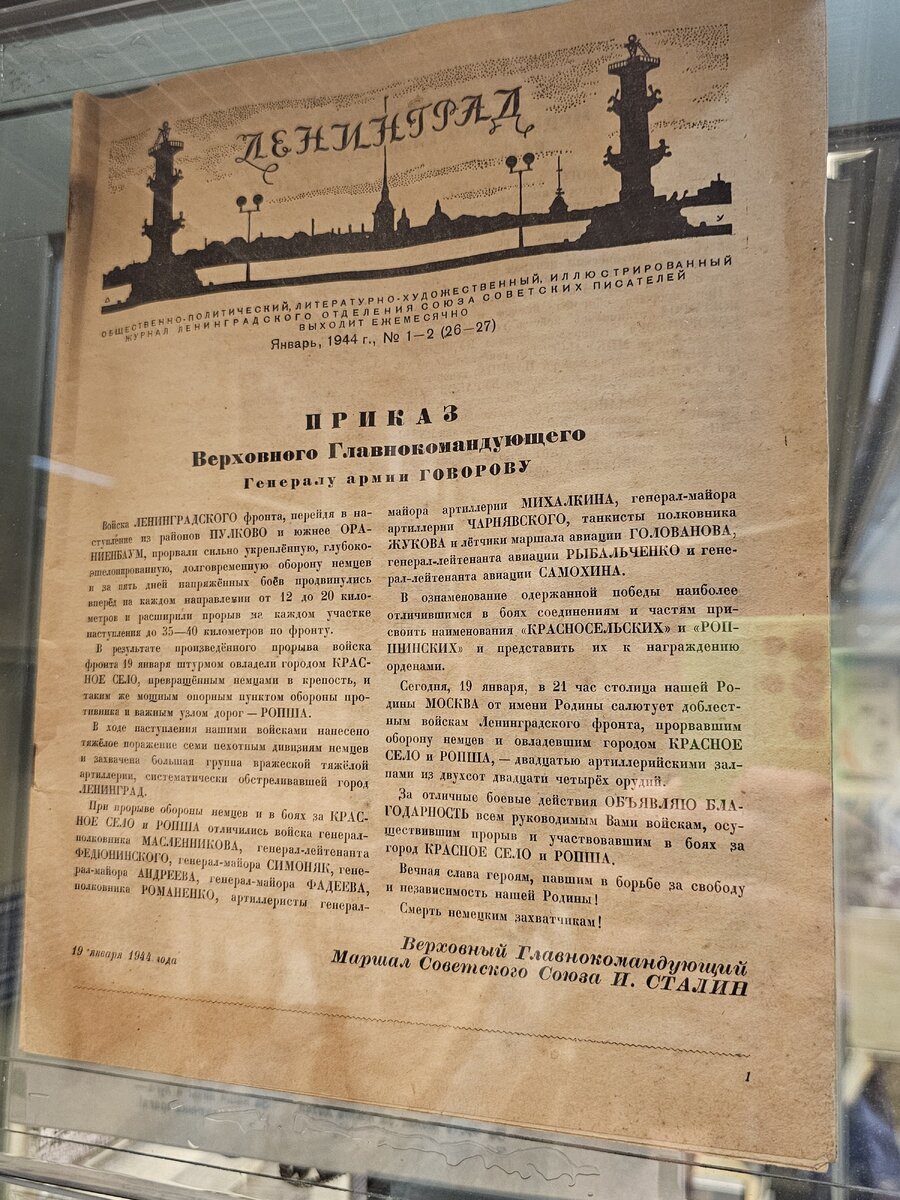 ЛЕНИНГРАД
ОБЩЕСТВЕННО-ПОЛИТИЧЕСКИЙ, ЛИТЕРАТУРНО-ХУДОЖЕСТВЕННЫЙ, ИЛЛЮСТРИРОВАННЫЙ
ЖУРНАЛ ЛЕНИНГРАДСКОГО ОТДЕЛЕНИЯ СОЮЗА СОВЕТСКИХ ПИСАТЕЛЕЙ
ВЫХОДИТ ЕЖЕМЕСЯЧНО
Январь, 1944 г., № 1—2 (26—27)
ПРИКАЗ
Верховного Главнокомандующего
Генералу армии ГОВОРОВУ
Войска ЛЕНИНГРАДСКОГО фронта, перейдя в на-
ступление из районов ПУЛКОВО и южнее ОРА-
НИЕНБАУМ, прорвали сильно укреплённую, глубоко-
эшелонированную, долговременную оборону немцев
и за пять дней напряжённых боёв продвинулись
вперёд на каждом направлении от 12 до 20 кило-
метров и расширили прорыв на каждом участке
наступления до 35—40 километров по фронту.
В результате произведённого прорыва войска
фронта 19 января штурмом овладели городом КРАС-
НОЕ СЕЛО, превращённым немцами в крепость, и
таким же мощным опорным пунктом обороны про-
тивника и важным узлом дорог — РОПША.
В ходе наступления нашими войсками нанесено
тяжёлое поражение семи пехотным дивизиям немцев
и захвачена большая группа вражеской тяжёлой
артиллерии, систематически обстреливавшей город
ЛЕНИНГРАД.
При прорыве обороны немцев и в боях за КРАС-
НОЕ СЕЛО и РОПША отличились войска генерал-
полковника МАСЛЕННИКОВА, генерал-лейтенанта
ФЕДЮНИНСКОГО, генерал-майора СИМОНЯК, гене-
рал-майора АНДРЕЕВА, генерал-майора ФАДЕЕВА,
полковника РОМАНЕНКО, артиллеристы генерал-
майора артиллерии МИХАЛКИНА, генерал-майора
артиллерии ЧАРНЯВСКОГО, танкисты полковника
ЖУКОВА и лётчики маршала авиации ГОЛОВАНОВА,
генерал-лейтенанта авиации РЫБАЛЬЧЕНКО и гене-
рал-лейтенанта авиации САМОХИНА.
В ознаменование одержанной победы наиболее
отличившимся в боях соединениям и частям при-
своить наименования «КРАСНОСЕЛЬСКИХ» и «РОП-
ШИНСКИХ» и представить их к награждению
орденами.
Сегодня, 19 января, в 21 час столица нашей Ро-
дины МОСКВА от имени Родины салютует доблест-
ным войскам Ленинградского фронта, прорвавшим
оборону немцев и овладевшим городом КРАСНОЕ
СЕЛО и РОПША, — двадцатью артиллерийскими зал-
пами из двухсот двадцати четырёх орудий.
За отличные боевые действия ОБЪЯВЛЯЮ БЛА-
ГОДАРНОСТЬ всем руководимым Вами войскам, осу-
ществившим прорыв и участвовавшим в боях за
город КРАСНОЕ СЕЛО и РОПША.
Вечная слава героям, павшим в борьбе за свободу
и независимость нашей Родины!
Смерть немецким захватчикам!
Верховный Главнокомандующий
Маршал Советского Союза И. СТАЛИН
19 января 1944 года
1